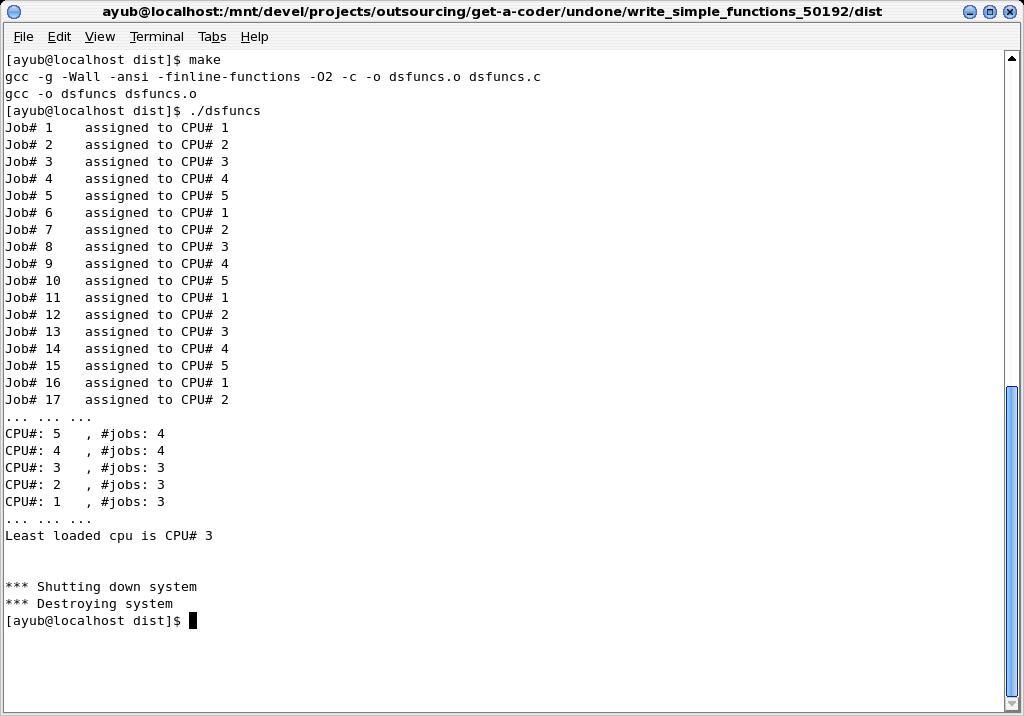 ayub@localhost:/mnt/devel/projects/outsourcing/get-a-coder/undone/write_simple_functions_50192/dist
File Edit View Terminal Tabs Help
[ayub@localhost dist]$ make
gcc -g -Wall -ansi -finline-functions -O2 -c -o dsfuncs.o dsfuncs.c
gcc -o dsfuncs dsfuncs.o
[ayub@localhost dist]$ ./dsfuncs
Job# 1    assigned to CPU# 1
Job# 2    assigned to CPU# 2
Job# 3    assigned to CPU# 3
Job# 4    assigned to CPU# 4
Job# 5    assigned to CPU# 5
Job# 6    assigned to CPU# 1
Job# 7    assigned to CPU# 2
Job# 8    assigned to CPU# 3
Job# 9    assigned to CPU# 4
Job# 10   assigned to CPU# 5
Job# 11   assigned to CPU# 1
Job# 12   assigned to CPU# 2
Job# 13   assigned to CPU# 3
Job# 14   assigned to CPU# 4
Job# 15   assigned to CPU# 5
Job# 16   assigned to CPU# 1
Job# 17   assigned to CPU# 2
... ... ...
CPU#: 5   , #jobs: 4
CPU#: 4   , #jobs: 4
CPU#: 3   , #jobs: 3
CPU#: 2   , #jobs: 3
CPU#: 1   , #jobs: 3
... ... ...
Least loaded cpu is CPU# 3
*** Shutting down system
*** Destroying system
[ayub@localhost dist]$